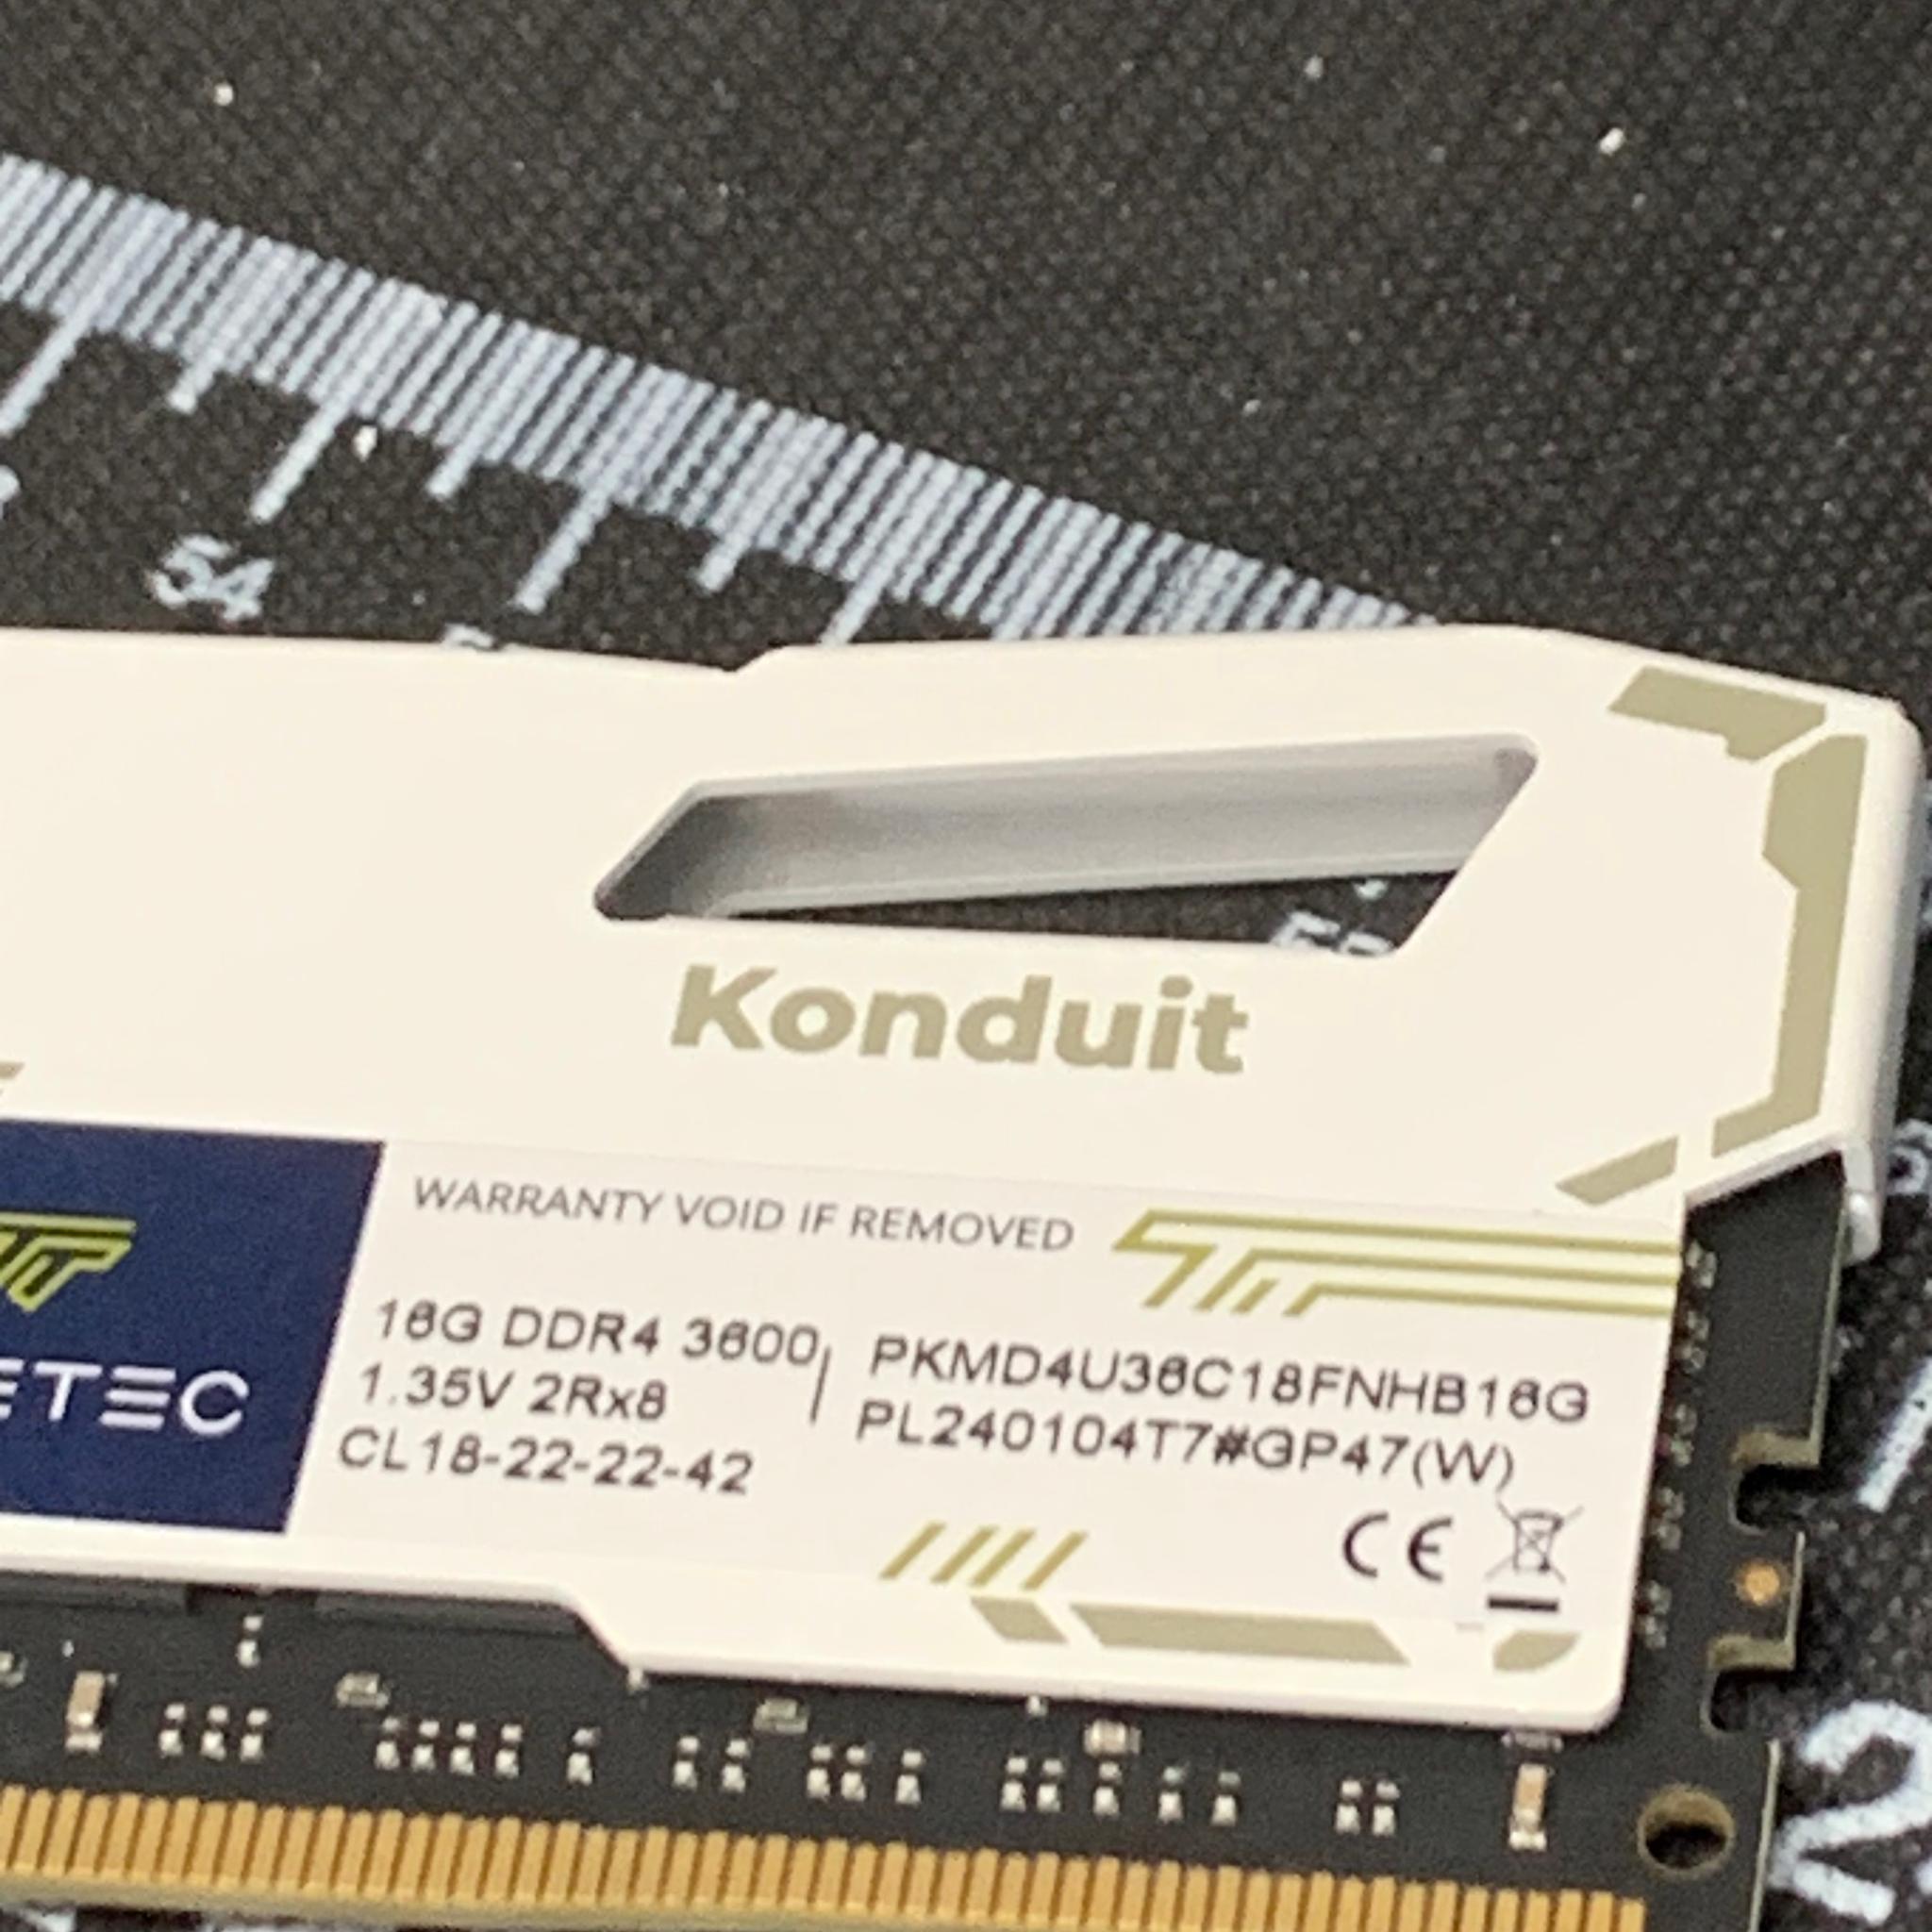 54
Konduit
WARRANTY VOID IF REMOVED
ETEC
16G DDR4 3600
1.35V 2Rx8
CL18-22-22-42
PKMD4U36C18FNHB16G
PL240104T7#GP47(W)
CE
2